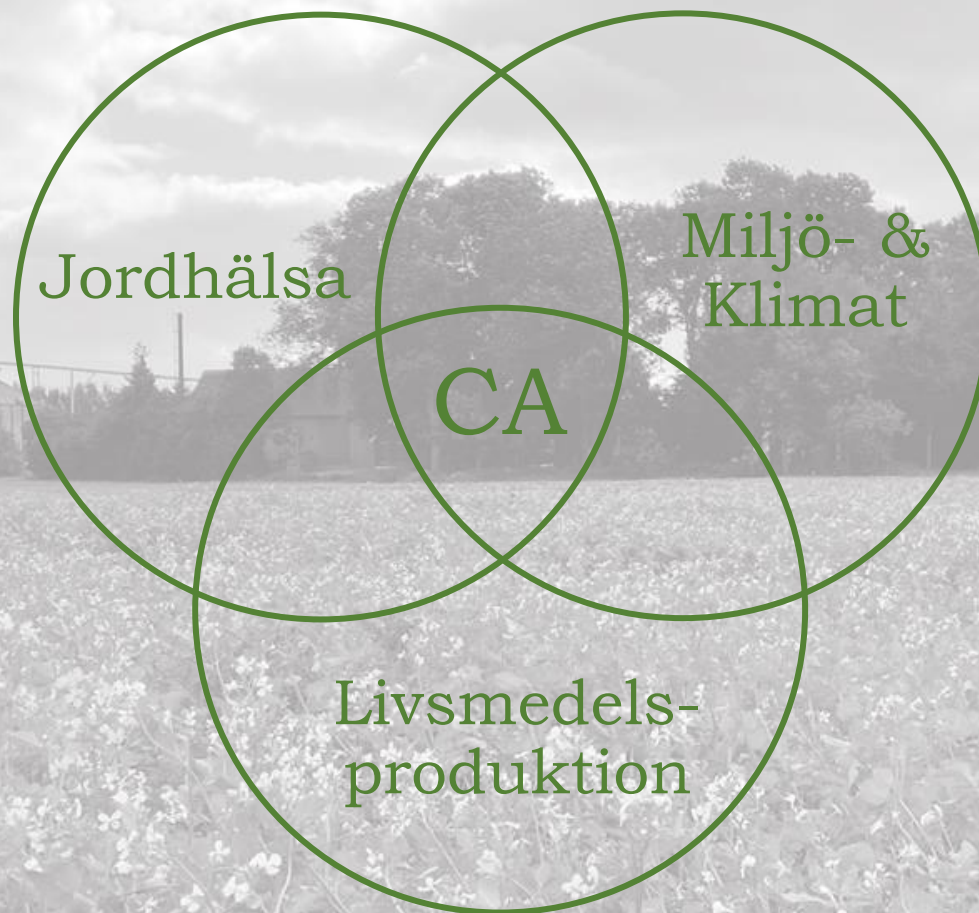 Jordhälsa
Miljö- &
Klimat
CA
Livsmedels-
produktion